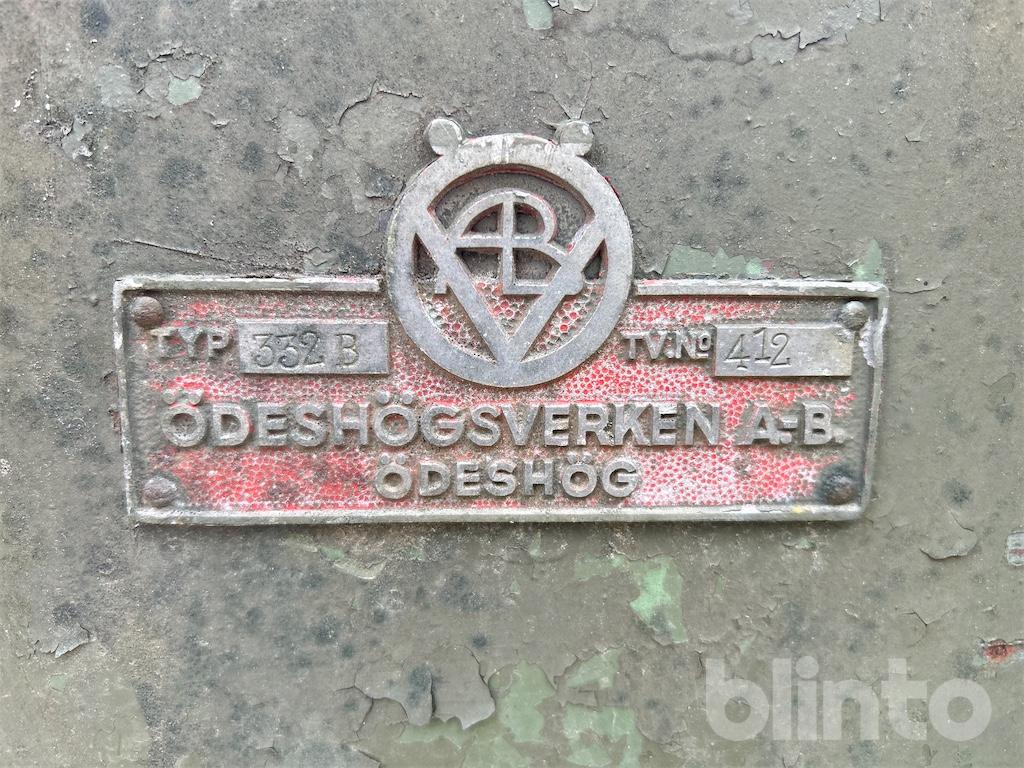 TYP 332 B TV.No 412
ÖDESHÖGSVERKEN A.-B.
ÖDESHÖG
blinto